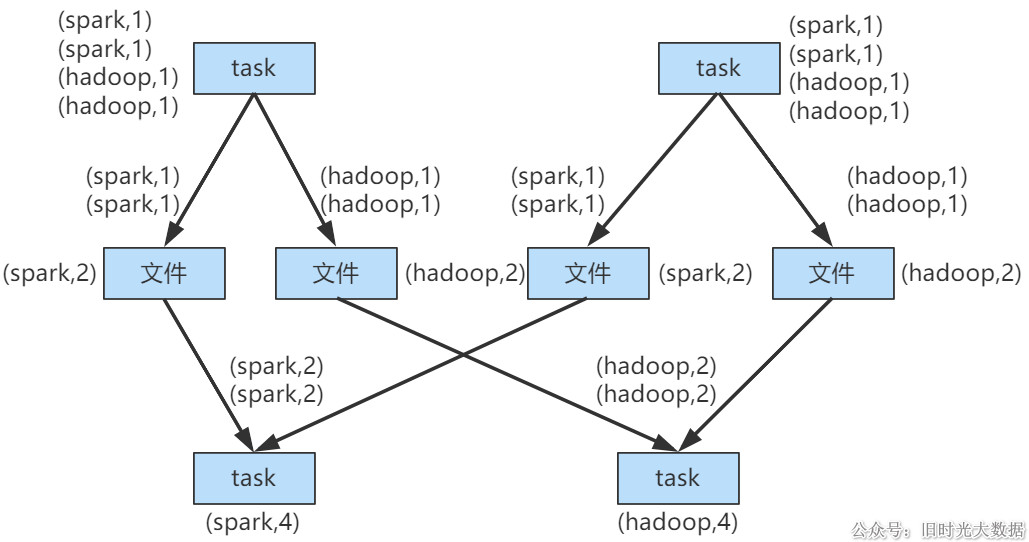 (spark,1)
(spark,1)
(hadoop,1)
(hadoop,1)
task
task
(spark,1)
(spark,1)
(hadoop,1)
(hadoop,1)
(spark,1)
(spark,1)
(hadoop,1)
(hadoop,1)
(spark,1)
(spark,1)
(hadoop,1)
(hadoop,1)
(spark,2)
文件
文件
(hadoop,2)
文件
(spark,2)
文件
(hadoop,2)
(spark,2)
(spark,2)
(hadoop,2)
(hadoop,2)
task
(spark,4)
task
(hadoop,4)
公众号：旧时光大数据